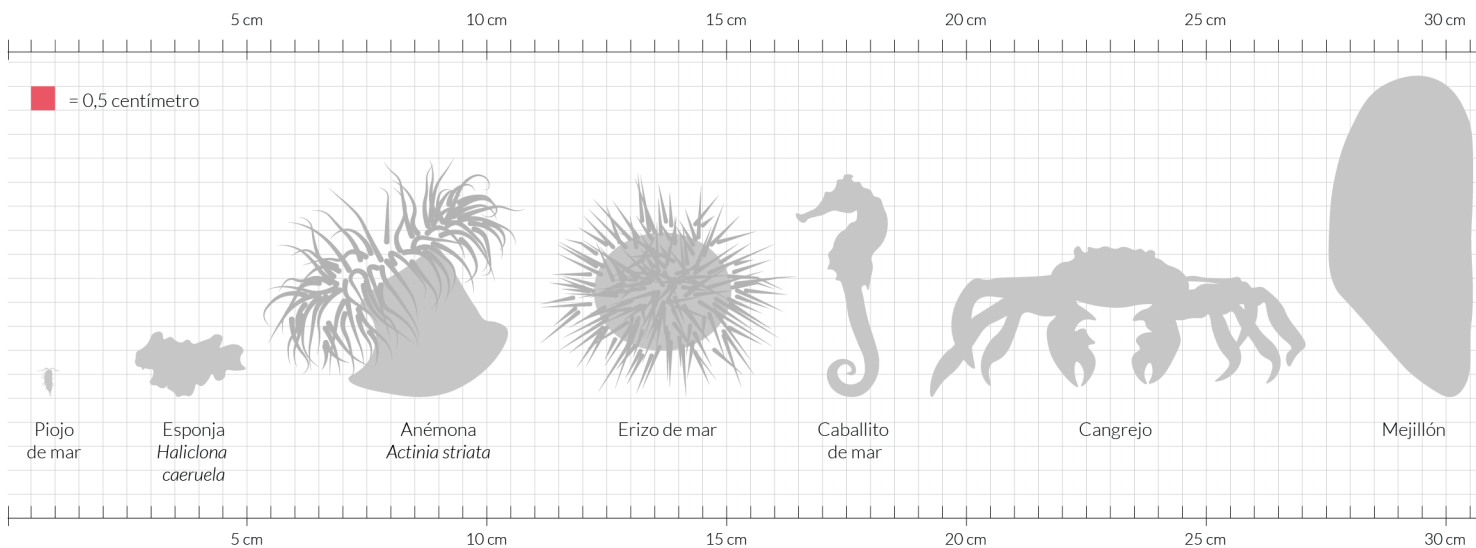 5 cm 10 cm 15 cm 20 cm 25 cm 30 cm
= 0,5 centímetro
Piojo
de mar
Esponja
Haliclona
caeruela
Anémona
Actinia striata
Erizo de mar
Caballito
de mar
Cangrejo
Mejillón
5 cm 10 cm 15 cm 20 cm 25 cm 30 cm